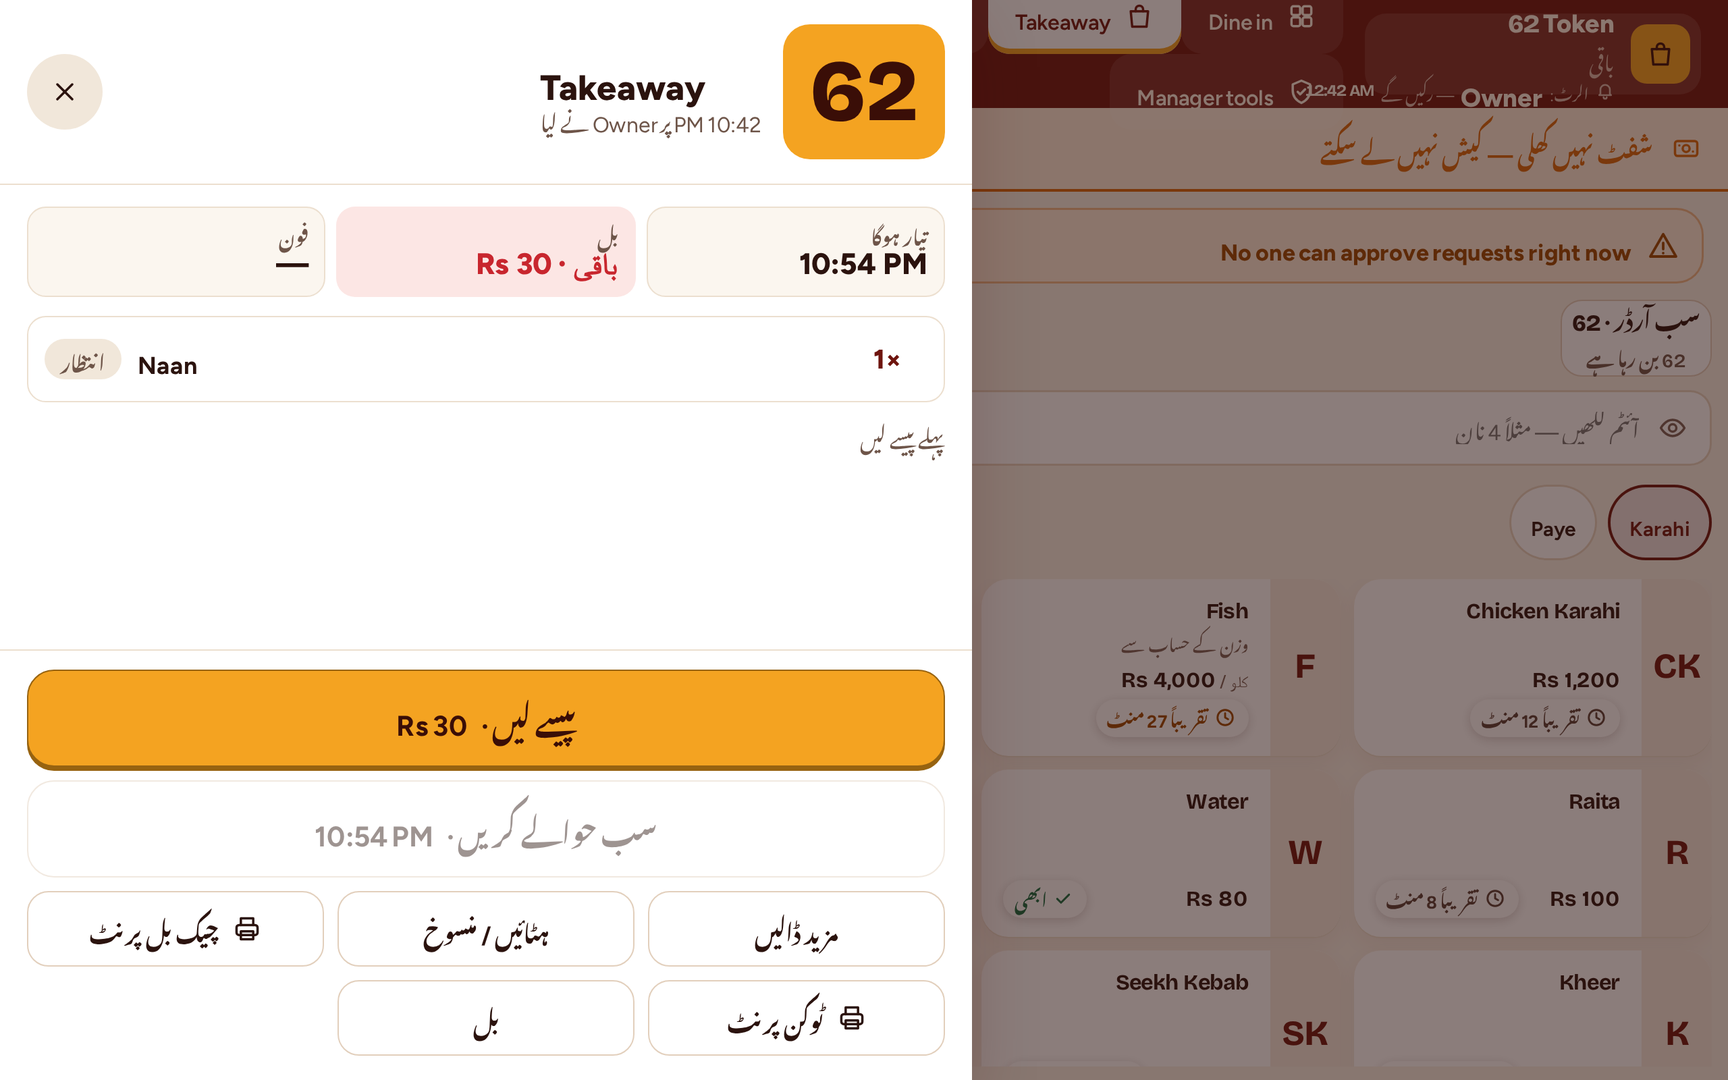 62
Takeaway
Owner نے لیا پر 10:42 PM
تیار ہوگا
10:54 PM
بل
باقی · Rs 30
فون
—
1×
Naan
انتظار
پہلے پیسے لیں
پیسے لیں · Rs 30
سب حوالے کریں · 10:54 PM
مزید ڈالیں
ہٹائیں / منسوخ
چیک بل پرنٹ
ٹوکن پرنٹ
بل
62 Token
باقی
Dine in
Takeaway
الرٹ: Owner — رکیں گے 12:42 AM
Manager tools
شفٹ نہیں کھلی — کیش نہیں لے سکتے
No one can approve requests right now
سب آرڈر · 62
62 بن رہا ہے
آئٹم لکھیں — مثلاً 4 نان
Karahi
Paye
CK
Chicken Karahi
Rs 1,200
تقریباً 12 منٹ
F
Fish
وزن کے حساب سے
Rs 4,000 / کلو
تقریباً 27 منٹ
R
Raita
Rs 100
تقریباً 8 منٹ
W
Water
Rs 80
ابھی
K
Kheer
SK
Seekh Kebab